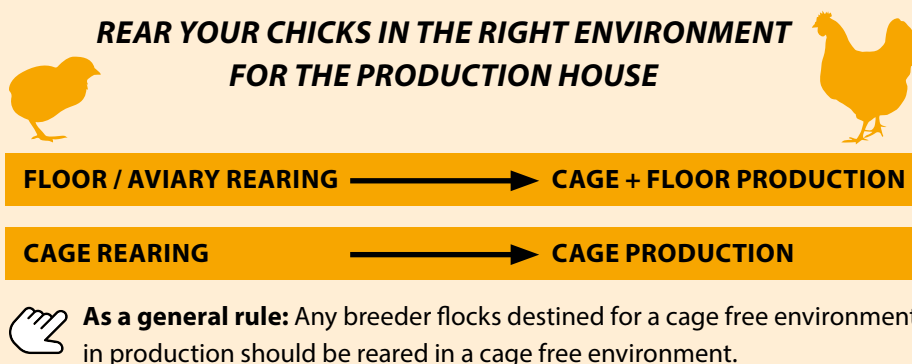 REAR YOUR CHICKS IN THE RIGHT ENVIRONMENT
FOR THE PRODUCTION HOUSE
FLOOR / AVIARY REARING CAGE + FLOOR PRODUCTION
CAGE REARING CAGE PRODUCTION
As a general rule: Any breeder flocks destined for a cage free environment
in production should be reared in a cage free environment.